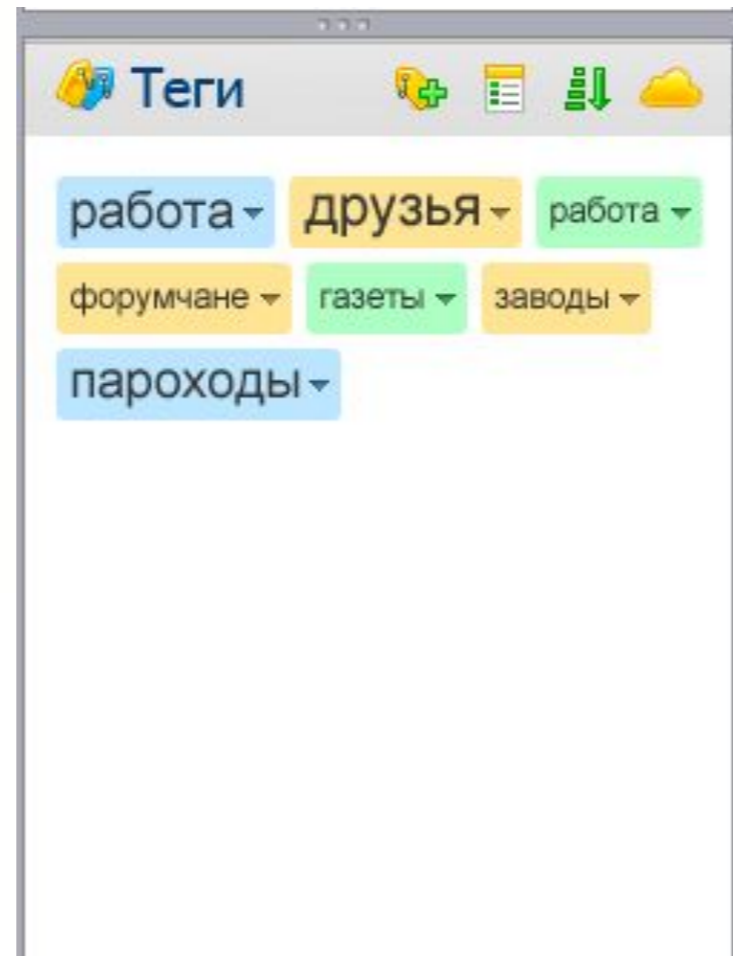 Теги
работа друзья работа
форумчане газеты заводы
пароходы